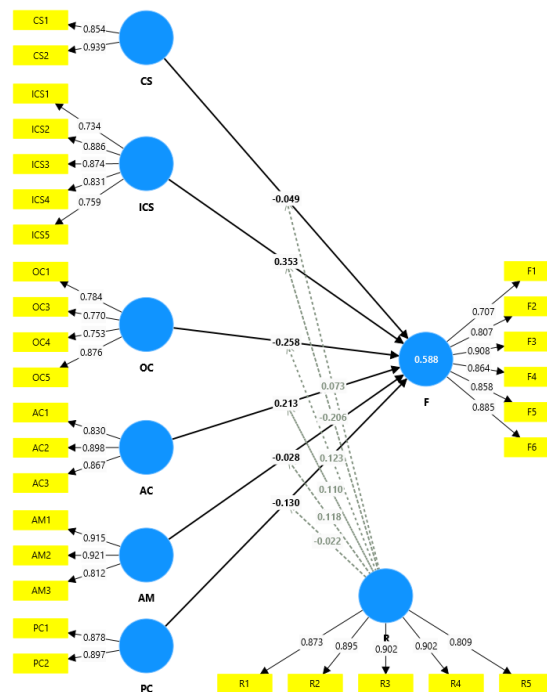 CS1
0.854
CS2
0.939
CS
ICS1
0.734
ICS2
0.886
ICS3
0.874
ICS4
0.831
ICS5
0.759
ICS
OC1
0.784
OC3
0.770
OC4
0.753
OC5
0.876
OC
AC1
0.830
AC2
0.898
AC3
0.867
AC
AM1
0.915
AM2
0.921
AM3
0.812
AM
PC1
0.878
PC2
0.897
PC
-0.049
0.353
-0.258
0.213
-0.028
-0.130
0.073
-0.206
0.123
0.110
0.118
-0.022
0.588
F
0.707
F1
0.807
F2
0.908
F3
0.864
F4
0.858
F5
0.885
F6
R
0.873
0.895
0.902
0.902
0.809
R1
R2
R3
R4
R5